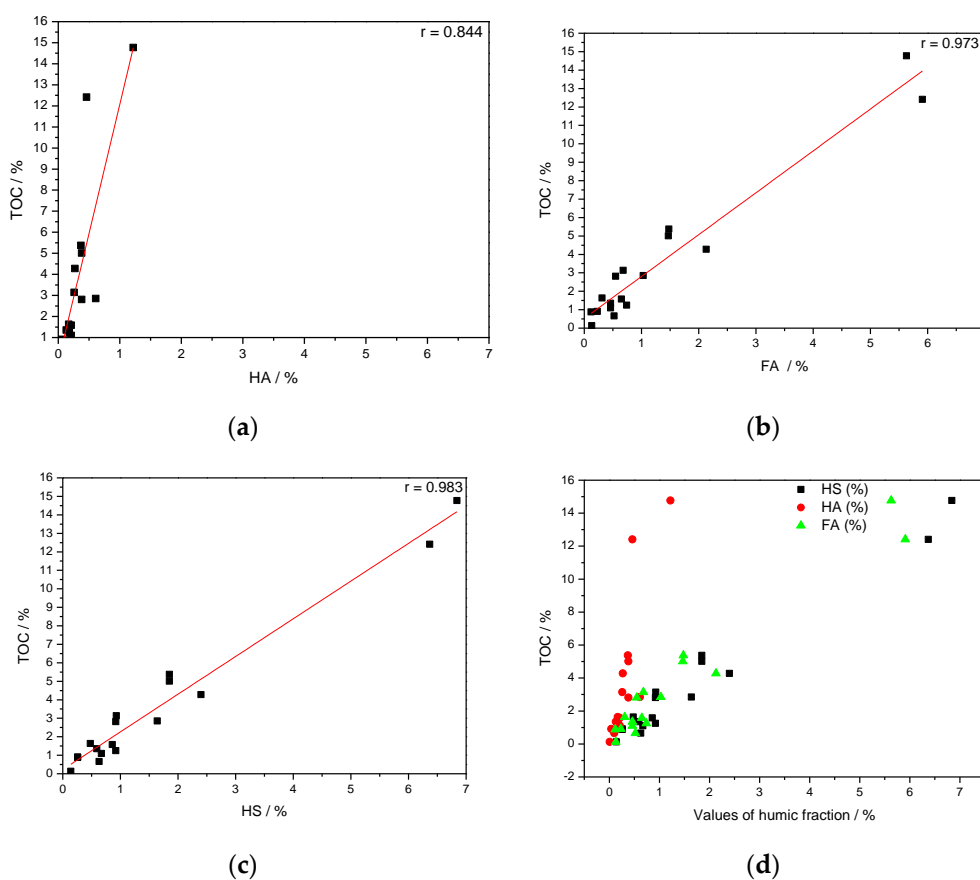 r = 0.844
16
15
14
13
12
11
10
9
8
7
6
5
4
3
2
1
TOC / %
0 1 2 3 4 5 6 7
HA / %
(a)
r = 0.973
16
15
14
13
12
11
10
9
8
7
6
5
4
3
2
1
0
TOC / %
0 1 2 3 4 5 6
FA / %
(b)
r = 0.983
16
15
14
13
12
11
10
9
8
7
6
5
4
3
2
1
0
TOC / %
0 1 2 3 4 5 6 7
HS / %
(c)
HS (%)
HA (%)
FA (%)
16
14
12
10
8
6
4
2
0
-2
TOC / %
0 1 2 3 4 5 6 7
Values of humic fraction / %
(d)